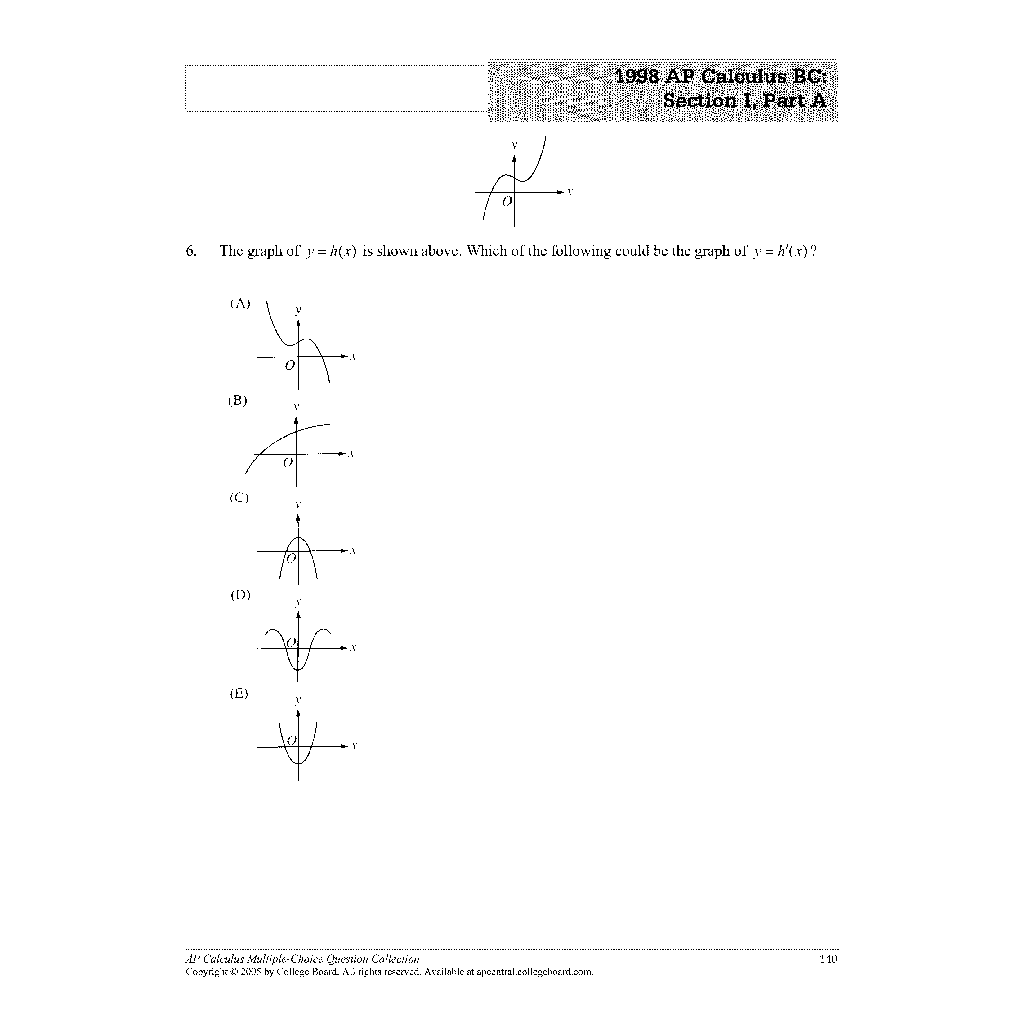 1998 AP Calculus BC:
Section I, Part A
y
x
O
6. The graph of y = h(x) is shown above. Which of the following could be the graph of y = h′(x)?
(A)
y
x
O
(B)
y
x
O
(C)
y
x
O
(D)
y
O
x
(E)
y
O
x
AP Calculus Multiple-Choice Question Collection 140
Copyright © 2005 by College Board. All rights reserved. Available at apcentral.collegeboard.com.